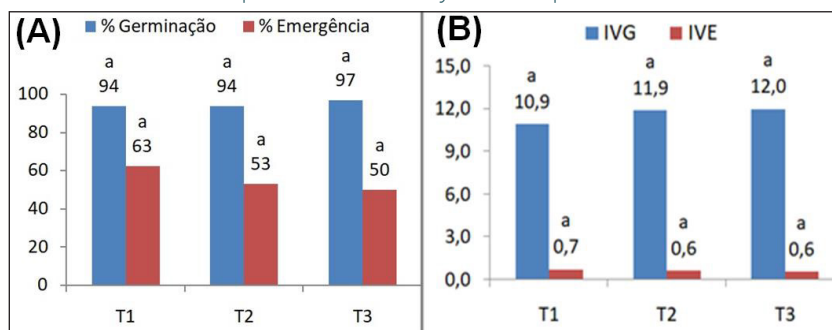 (A)
% Germinação % Emergência
a a a
94 94 97
a a a
63 53 50
100
80
60
40
20
0
T1 T2 T3
(B)
IVG IVE
a a a
10,9 11,9 12,0
a a a
0,7 0,6 0,6
15,0
12,0
9,0
6,0
3,0
0,0
T1 T2 T3